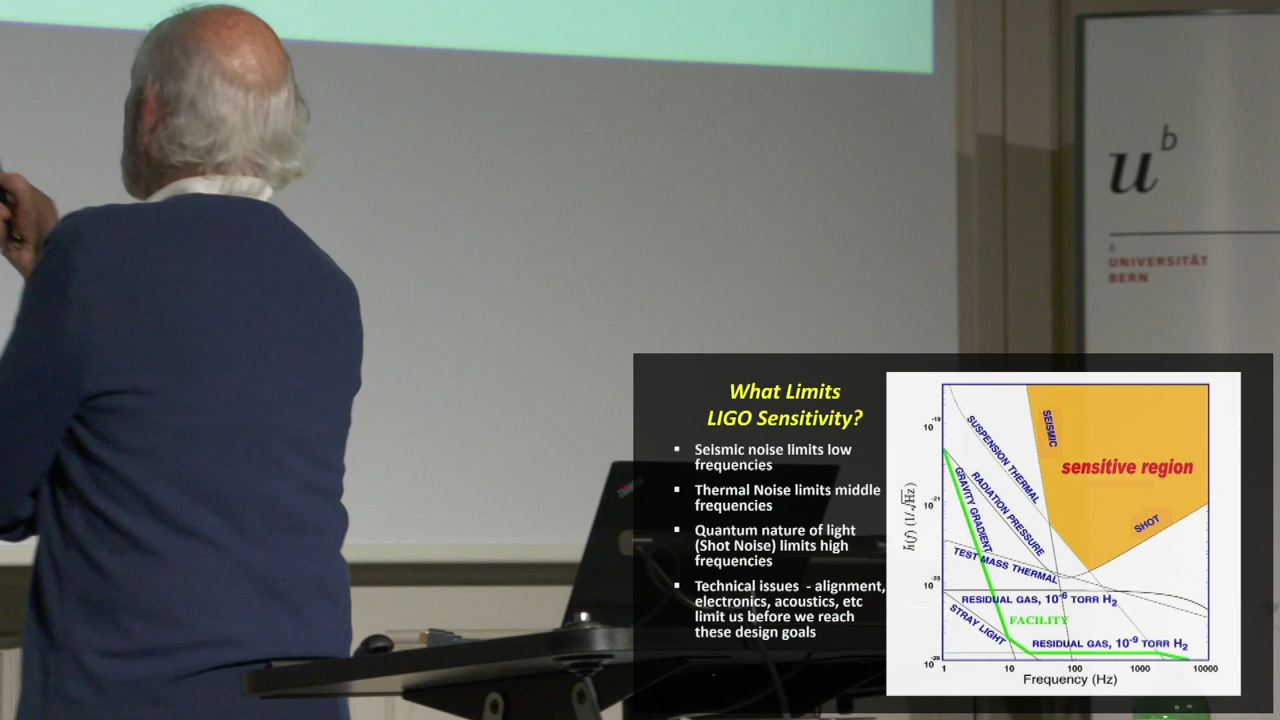 u
b
b
UNIVERSITÄT
BERN
What Limits
LIGO Sensitivity?
▪ Seismic noise limits low
frequencies
▪ Thermal Noise limits middle
frequencies
▪ Quantum nature of light
(Shot Noise) limits high
frequencies
▪ Technical issues - alignment,
electronics, acoustics, etc
limit us before we reach
these design goals
SEISMIC
sensitive region
SUSPENSION THERMAL
RADIATION PRESSURE
GRAVITY GRADIENT
SHOT
TEST MASS THERMAL
RESIDUAL GAS, 10-6 TORR H2
FACILITY
STRAY LIGHT
RESIDUAL GAS, 10-9 TORR H2
h(f) (1/√Hz)
10-19
10-21
10-23
10-25
1 10 100 1000 10000
Frequency (Hz)